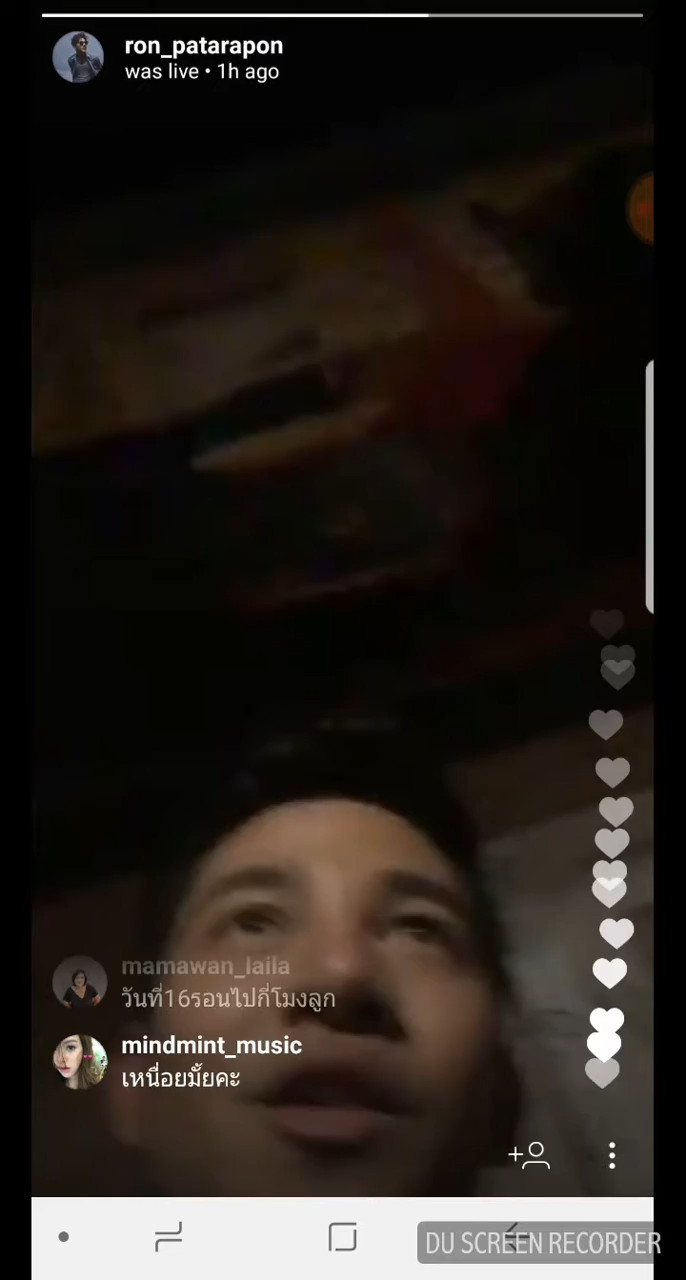 ron_patarapon
was live • 1h ago
mamawan_laila
วันที่16รอนไปกี่โมงลูก
mindmint_music
เหนื่อยมั้ยคะ
DU SCREEN RECORDER